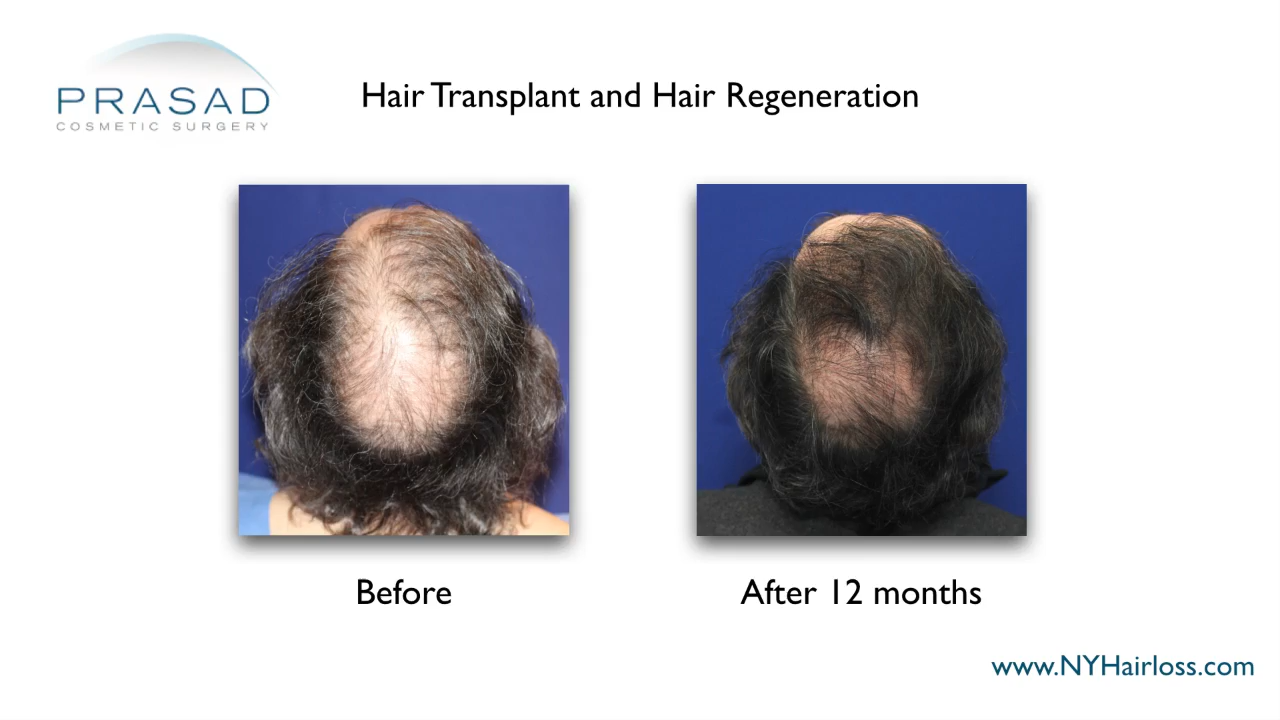 PRASAD
COSMETIC SURGERY
Hair Transplant and Hair Regeneration
Before
After 12 months
www.NYHairloss.com